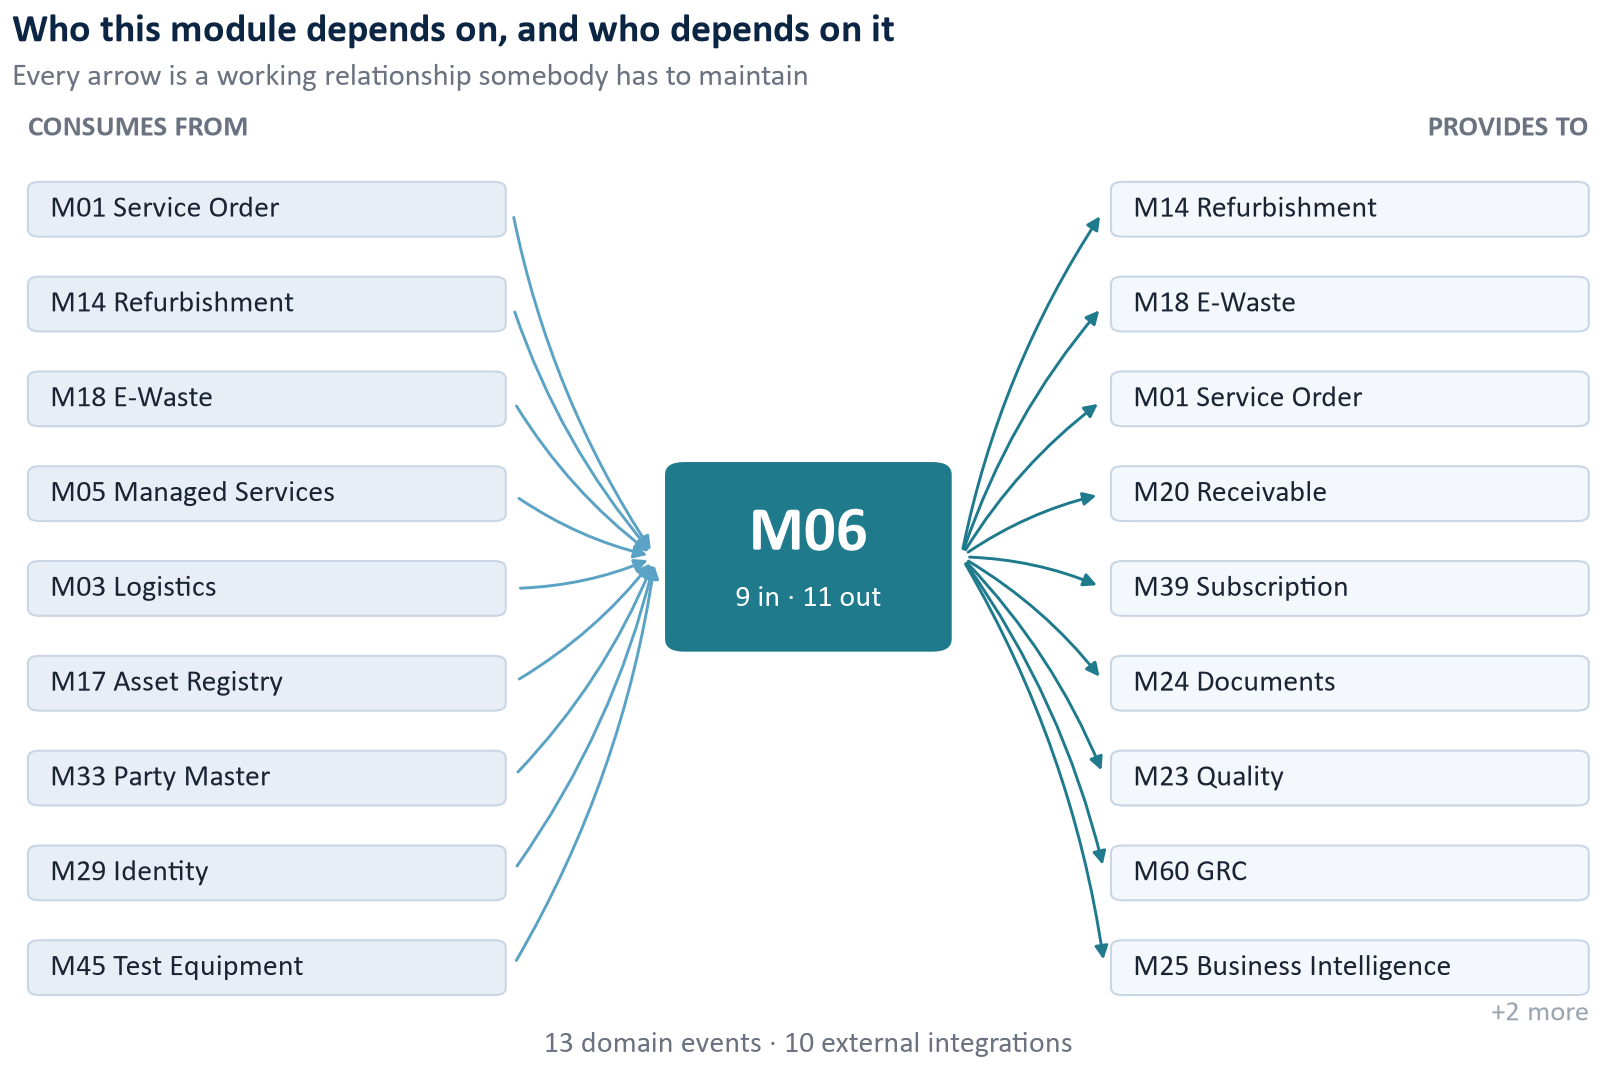 Who this module depends on, and who depends on it
Every arrow is a working relationship somebody has to maintain
CONSUMES FROM
M01 Service Order
M14 Refurbishment
M18 E-Waste
M05 Managed Services
M03 Logistics
M17 Asset Registry
M33 Party Master
M29 Identity
M45 Test Equipment
M06
9 in · 11 out
PROVIDES TO
M14 Refurbishment
M18 E-Waste
M01 Service Order
M20 Receivable
M39 Subscription
M24 Documents
M23 Quality
M60 GRC
M25 Business Intelligence
+2 more
13 domain events · 10 external integrations